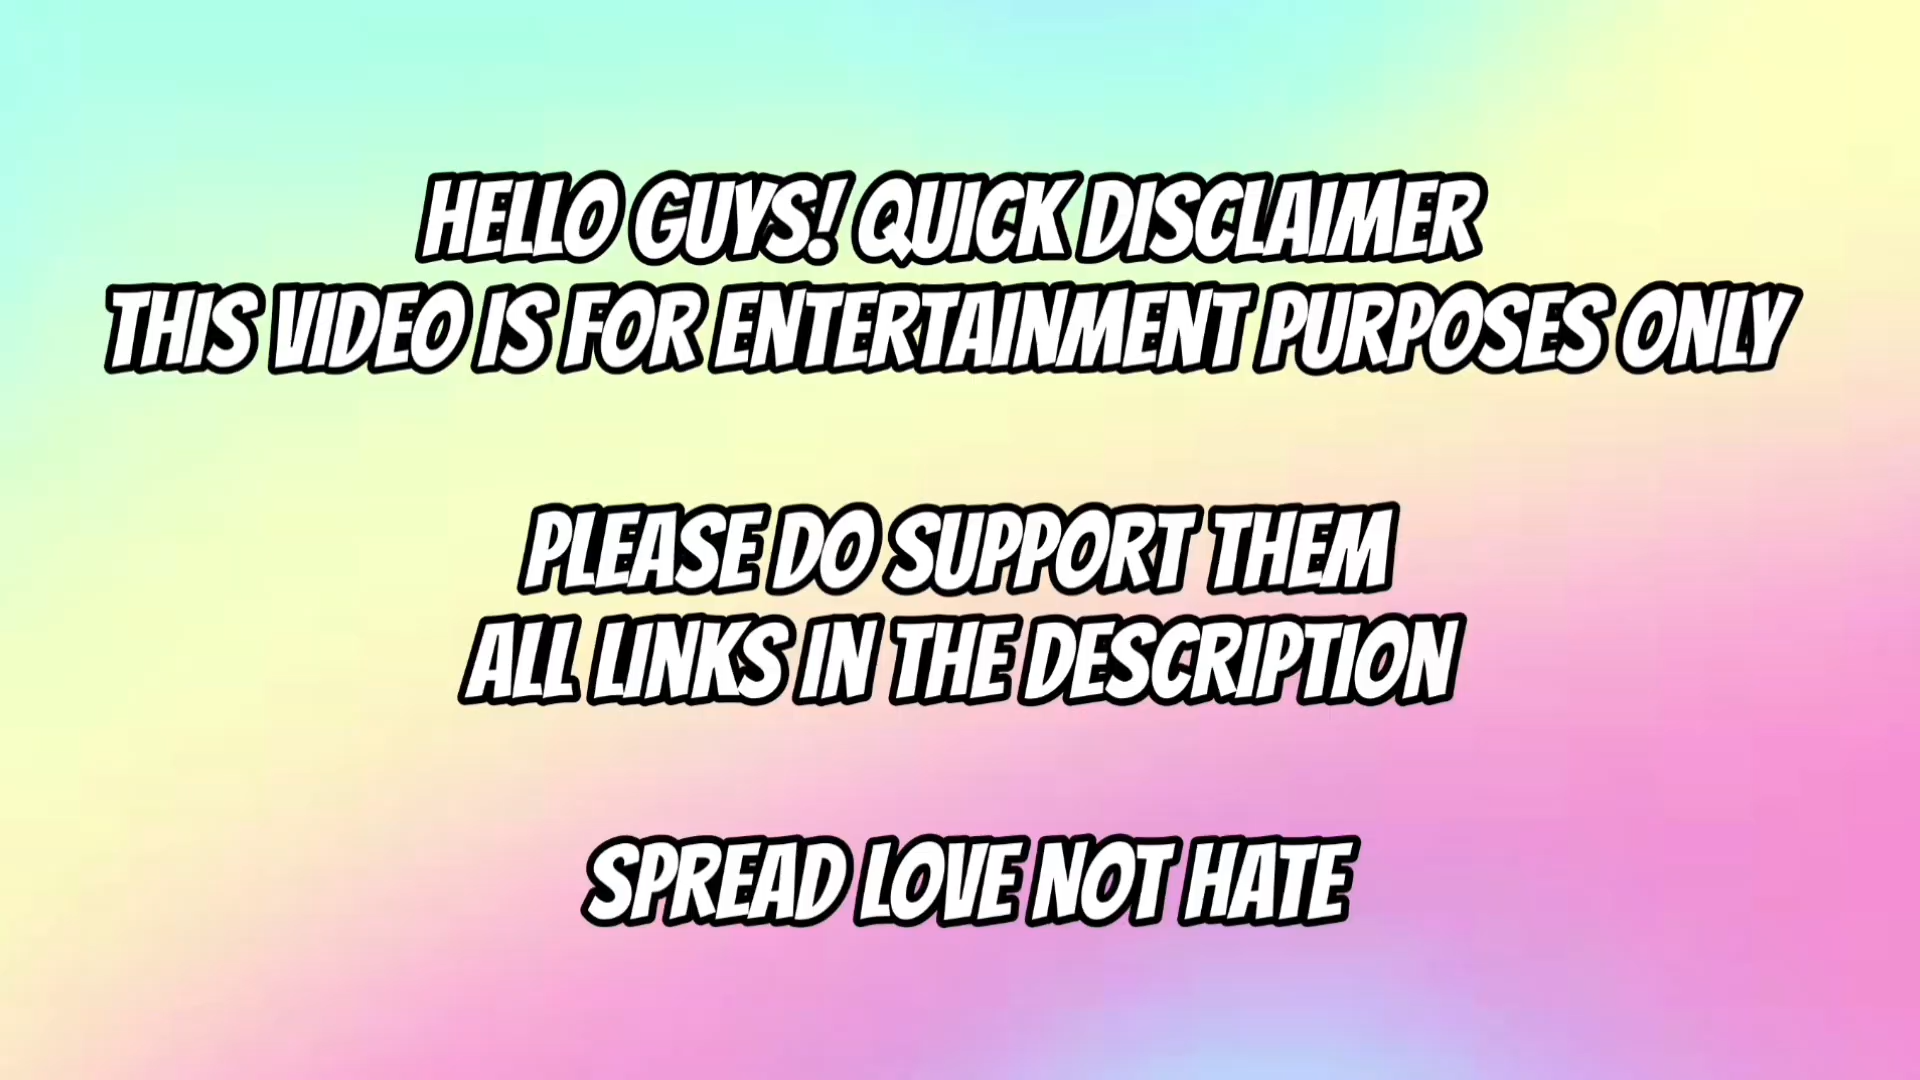 HELLO GUYS! QUICK DISCLAIMER
THIS VIDEO IS FOR ENTERTAINMENT PURPOSES ONLY
PLEASE DO SUPPORT THEM
ALL LINKS IN THE DESCRIPTION
SPREAD LOVE NOT HATE